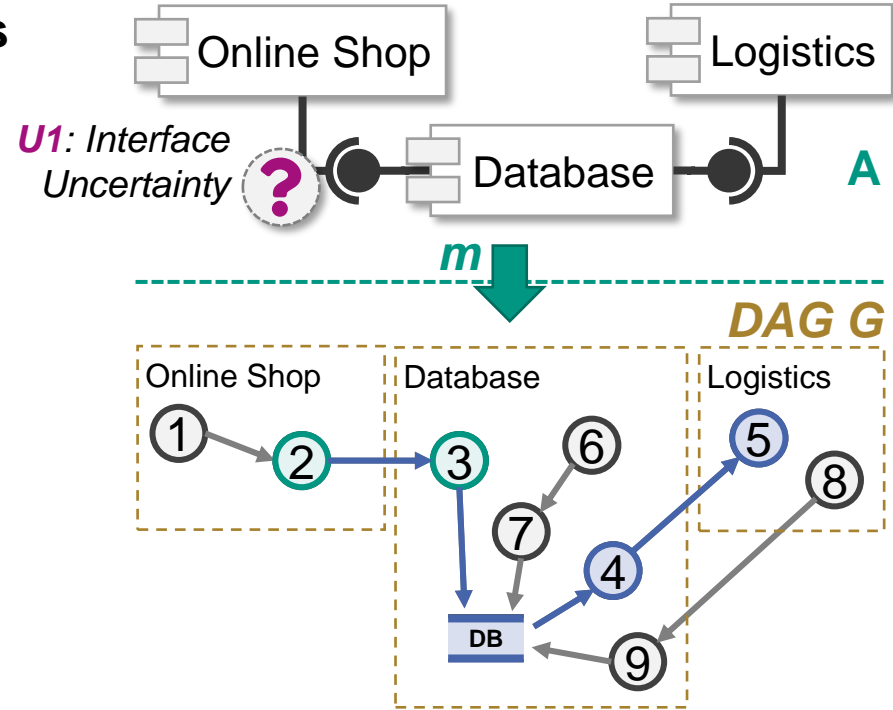 s
Online Shop
Logistics
U1: Interface
Uncertainty
?
Database
A
m
DAG G
Online Shop
Database
Logistics
1
2
3
6
5
8
7
4
DB
9